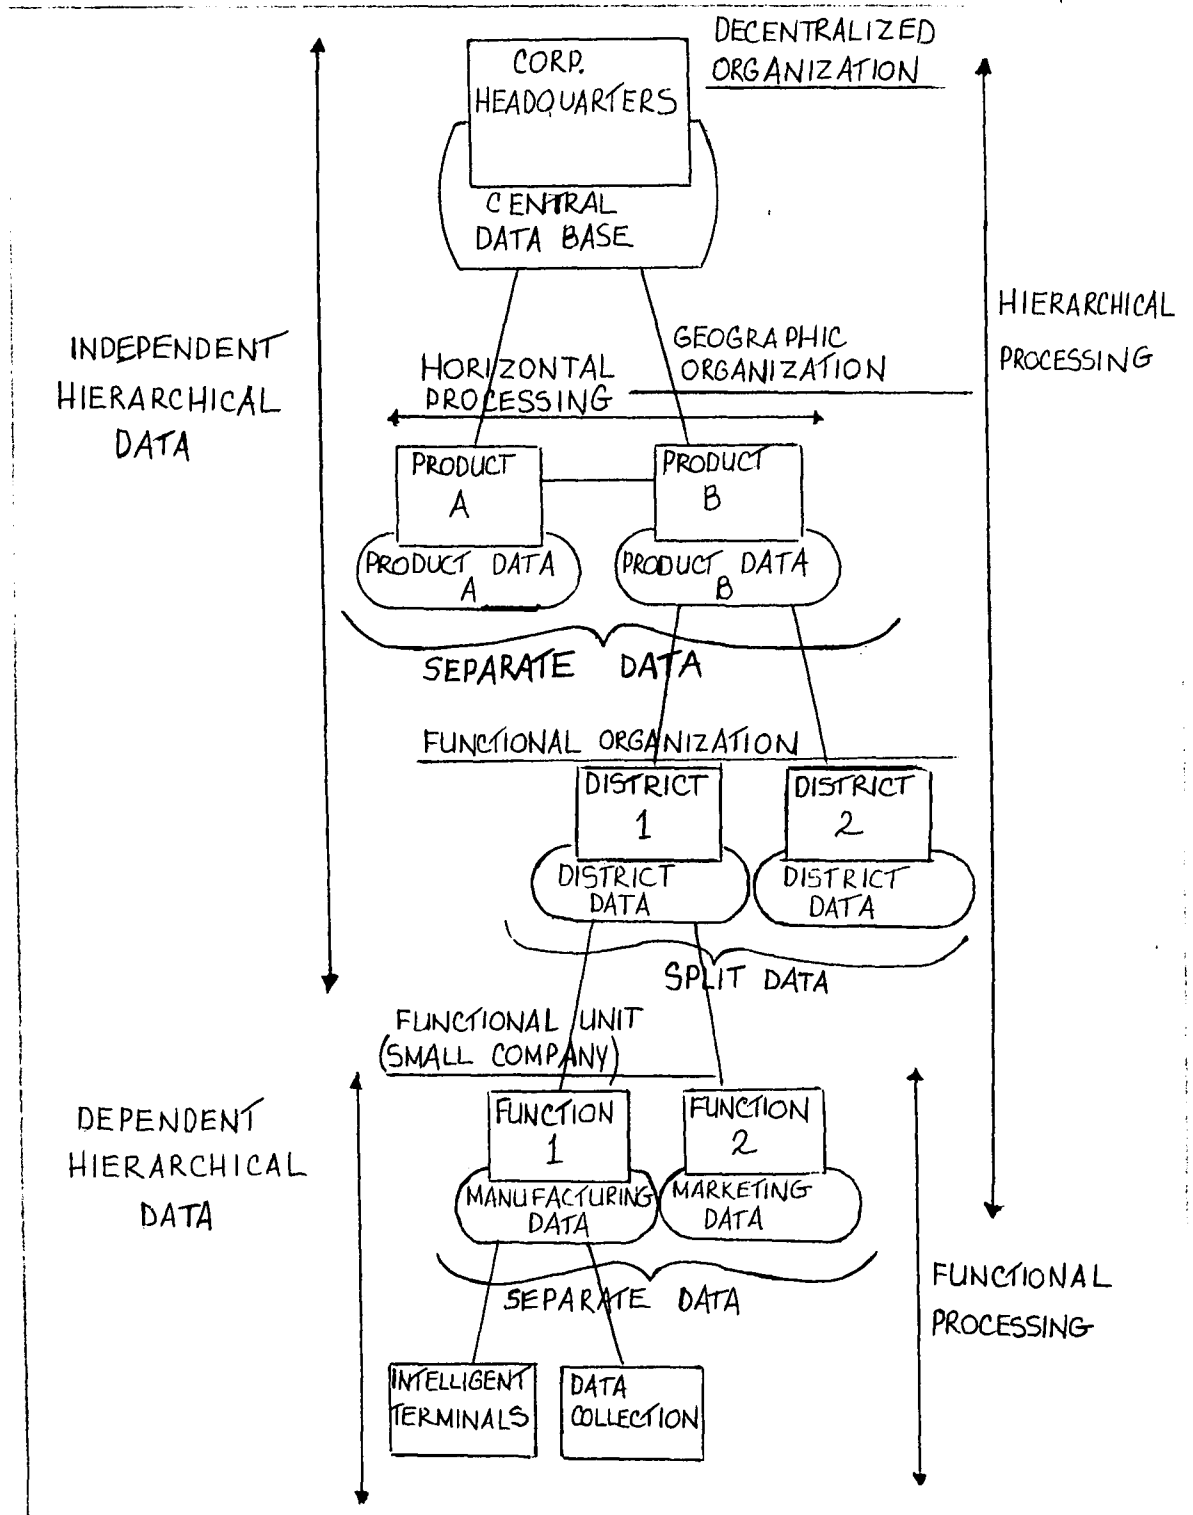 DECENTRALIZED
ORGANIZATION
CORP.
HEADQUARTERS
CENTRAL
DATA BASE
HIERARCHICAL
PROCESSING
INDEPENDENT
HIERARCHICAL
DATA
GEOGRAPHIC
ORGANIZATION
HORIZONTAL
PROCESSING
PRODUCT
A
PRODUCT
B
PRODUCT DATA
A
PRODUCT DATA
B
SEPARATE DATA
FUNCTIONAL ORGANIZATION
DISTRICT
1
DISTRICT
2
DISTRICT
DATA
DISTRICT
DATA
SPLIT DATA
FUNCTIONAL UNIT
(SMALL COMPANY)
DEPENDENT
HIERARCHICAL
DATA
FUNCTION
1
FUNCTION
2
MANUFACTURING
DATA
MARKETING
DATA
SEPARATE DATA
FUNCTIONAL
PROCESSING
INTELLIGENT
TERMINALS
DATA
COLLECTION